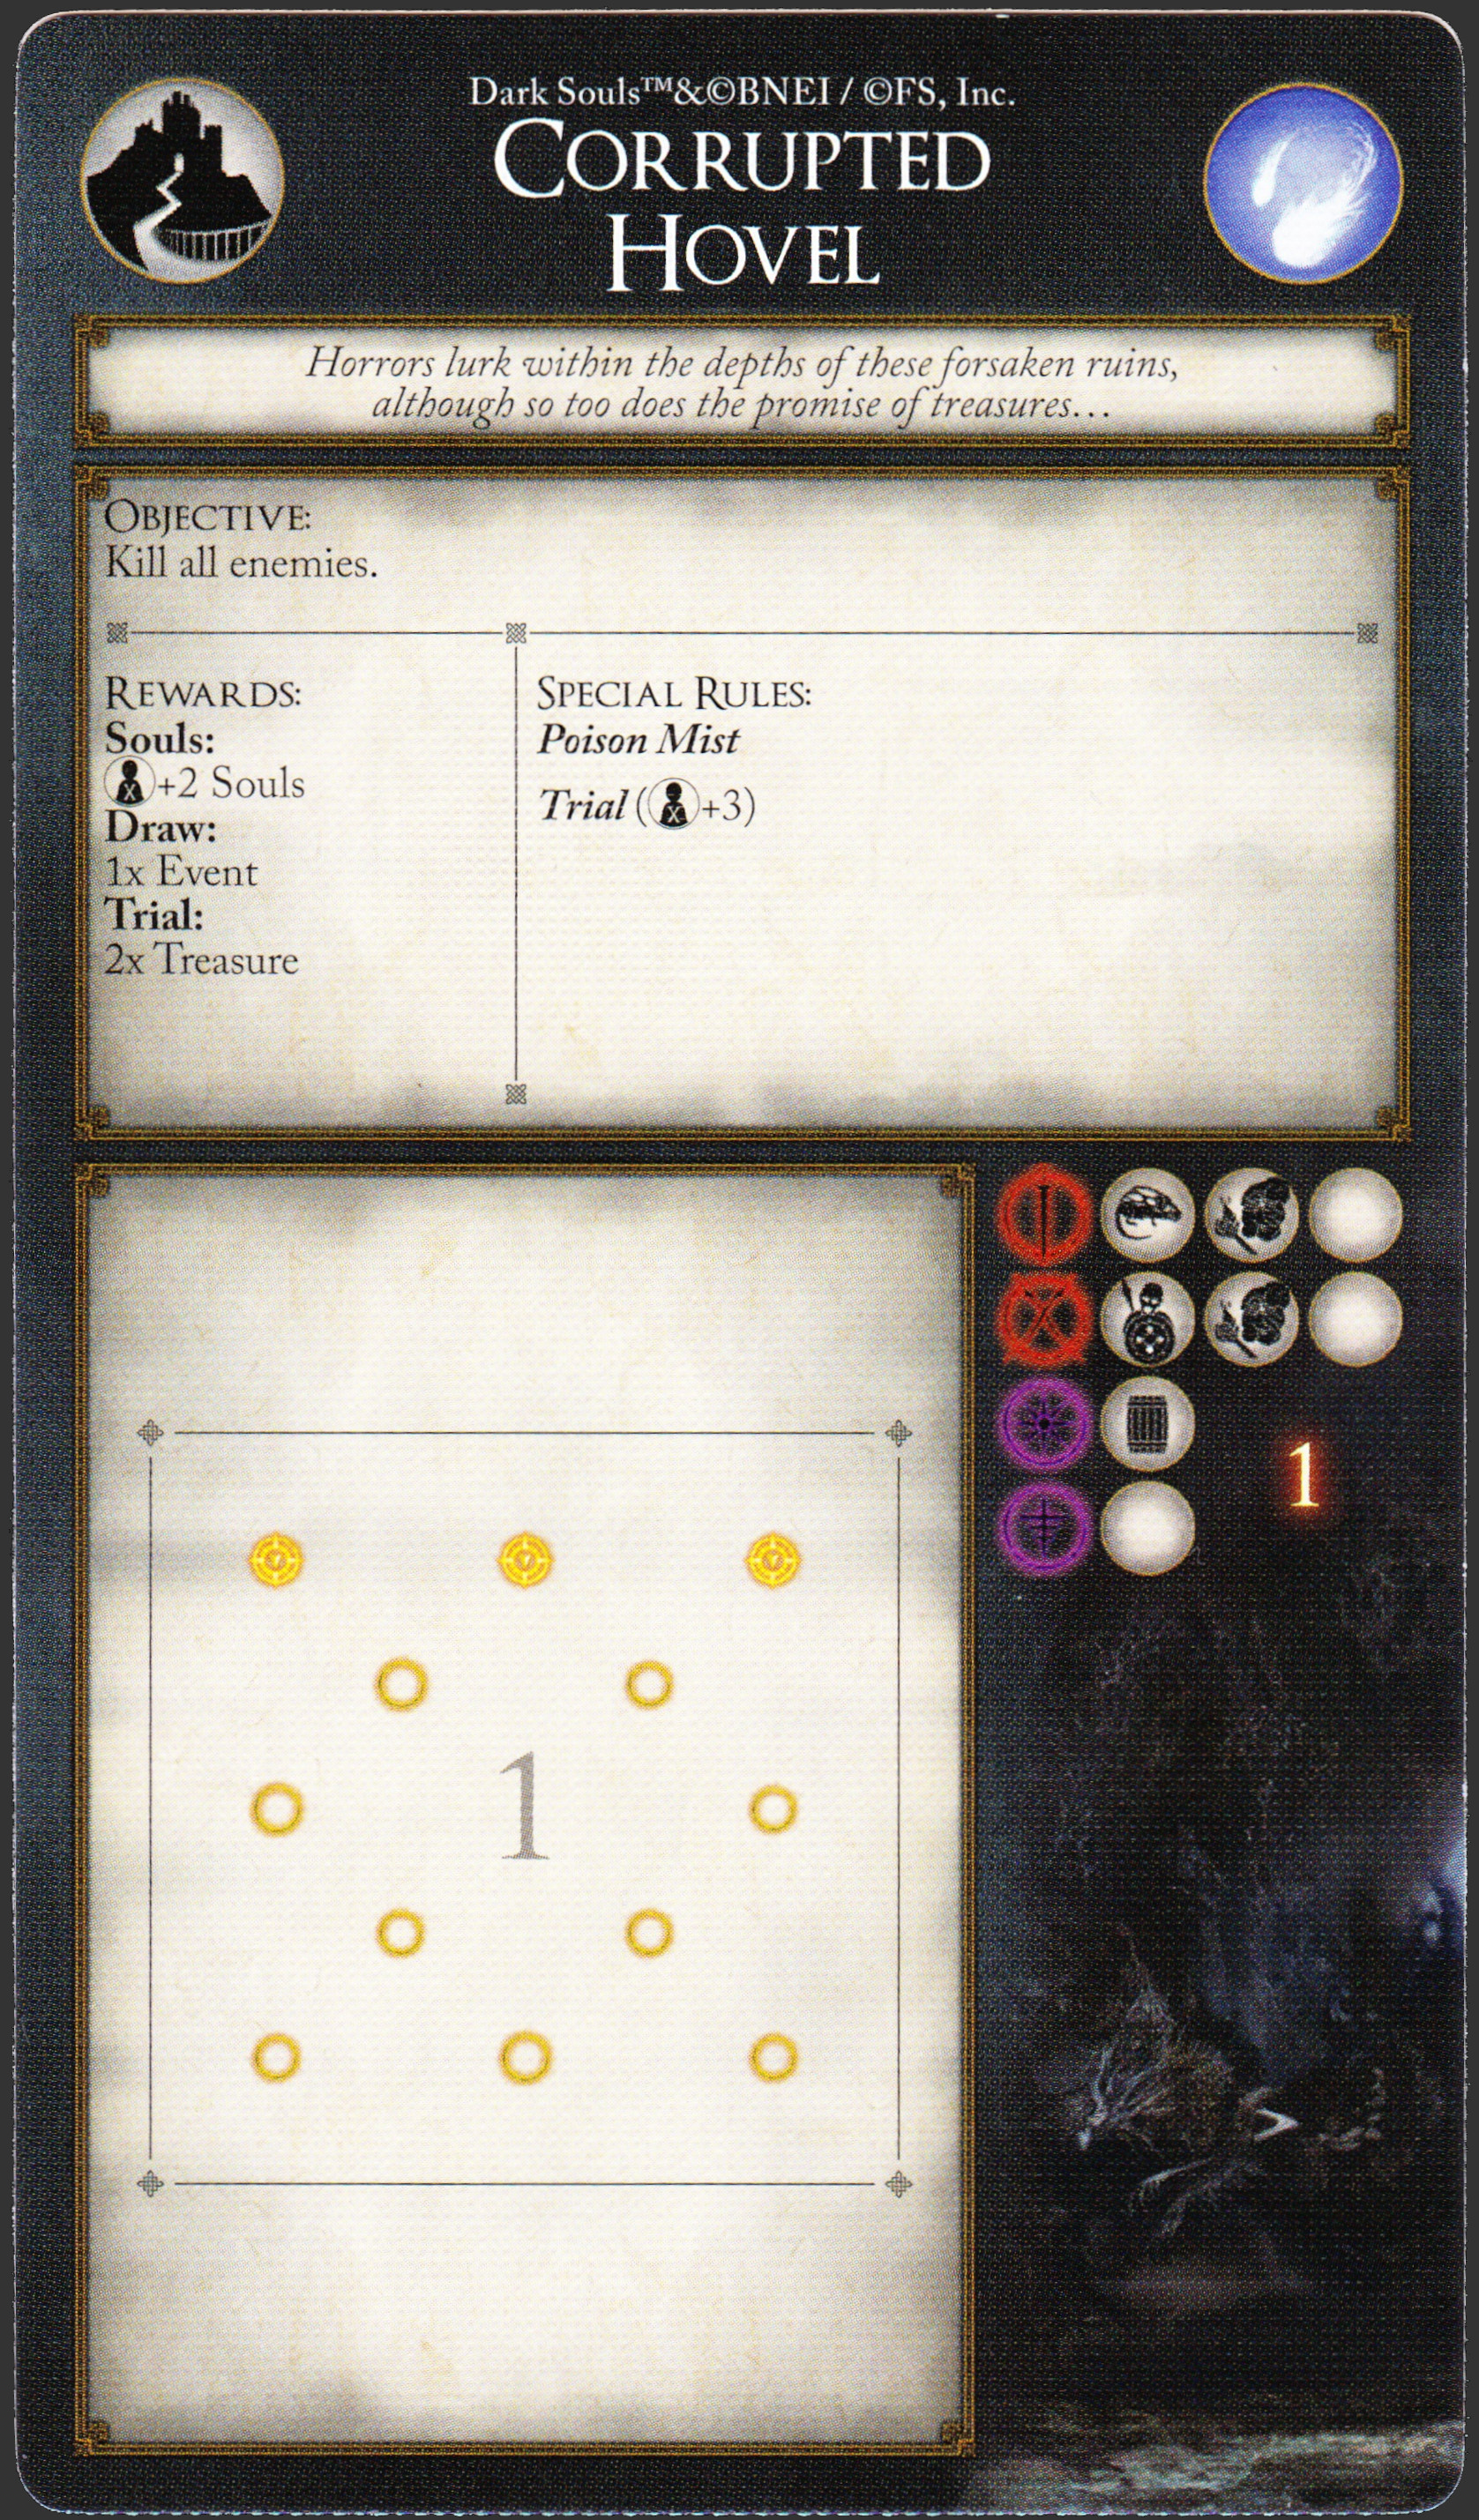 Dark Souls™&©BNEI / ©FS, Inc.
Corrupted
Hovel
Horrors lurk within the depths of these forsaken ruins,
although so too does the promise of treasures...
Objective:
Kill all enemies.
Rewards:
Souls:
+2 Souls
Draw:
1x Event
Trial:
2x Treasure
Special Rules:
Poison Mist
Trial (+3)
1
1